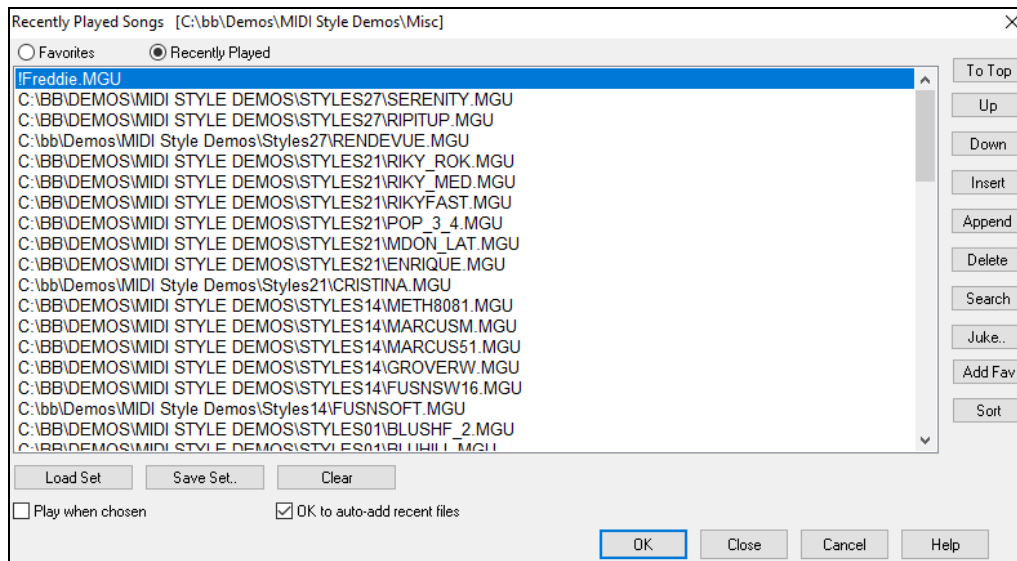 Recently Played Songs [C:\bb\Demos\MIDI Style Demos\Misc]
Favorites Recently Played
!Freddie.MGU
C:\BB\DEMOS\MIDI STYLE DEMOS\STYLES27\SERENITY.MGU
C:\BB\DEMOS\MIDI STYLE DEMOS\STYLES27\RIPITUP.MGU
C:\bb\Demos\MIDI Style Demos\Styles27\RENDEVUE.MGU
C:\BB\DEMOS\MIDI STYLE DEMOS\STYLES21\RIKY_ROK.MGU
C:\BB\DEMOS\MIDI STYLE DEMOS\STYLES21\RIKY_MED.MGU
C:\BB\DEMOS\MIDI STYLE DEMOS\STYLES21\RIKYFAST.MGU
C:\BB\DEMOS\MIDI STYLE DEMOS\STYLES21\POP_3_4.MGU
C:\BB\DEMOS\MIDI STYLE DEMOS\STYLES21\MDON_LAT.MGU
C:\BB\DEMOS\MIDI STYLE DEMOS\STYLES21\ENRIQUE.MGU
C:\bb\Demos\MIDI Style Demos\Styles21\CRISTINA.MGU
C:\BB\DEMOS\MIDI STYLE DEMOS\STYLES14\METH8081.MGU
C:\BB\DEMOS\MIDI STYLE DEMOS\STYLES14\MARCUSM.MGU
C:\BB\DEMOS\MIDI STYLE DEMOS\STYLES14\MARCUS51.MGU
C:\BB\DEMOS\MIDI STYLE DEMOS\STYLES14\GROVERW.MGU
C:\BB\DEMOS\MIDI STYLE DEMOS\STYLES14\FUSNSW16.MGU
C:\bb\Demos\MIDI Style Demos\Styles14\FUSNSOFT.MGU
C:\BB\DEMOS\MIDI STYLE DEMOS\STYLES01\BLUSHF_2.MGU
C:\BB\DEMOS\MIDI STYLE DEMOS\STYLES01\BLUHILL.MGU
To Top
Up
Down
Insert
Append
Delete
Search
Juke..
Add Fav
Sort
Load Set Save Set.. Clear
Play when chosen OK to auto-add recent files
OK Close Cancel Help